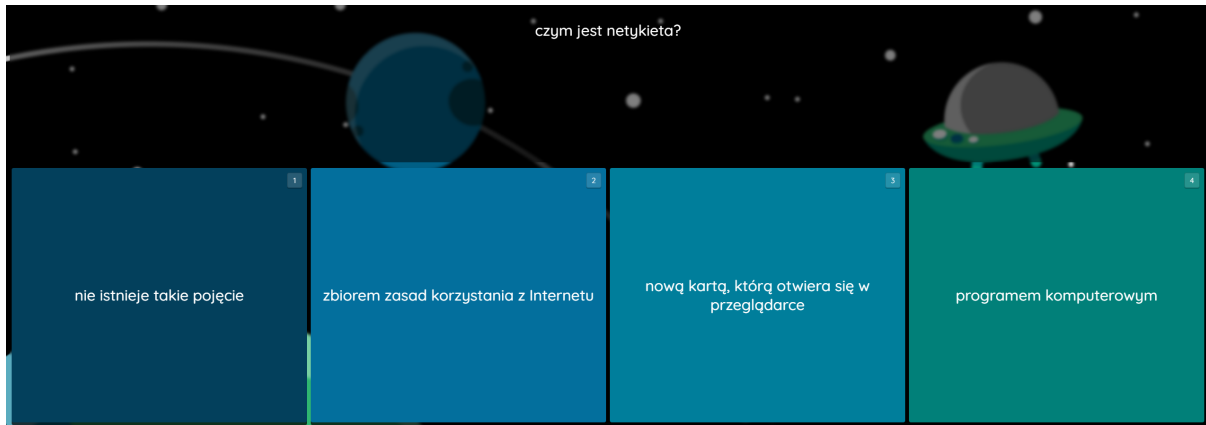 czym jest netykieta?
1
nie istnieje takie pojęcie
2
zbiorem zasad korzystania z Internetu
3
nową kartą, którą otwiera się w
przeglądarce
4
programem komputerowym